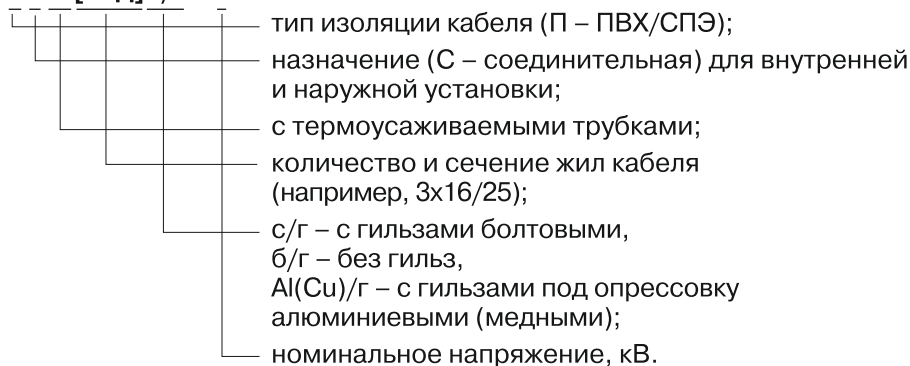 тип изоляции кабеля (П – ПВХ/СПЭ);
назначение (С – соединительная) для внутренней
и наружной установки;
с термоусаживаемыми трубками;
количество и сечение жил кабеля
(например, 3х16/25);
с/г – с гильзами болтовыми,
б/г – без гильз,
Al(Cu)/г – с гильзами под опрессовку
алюминиевыми (медными);
номинальное напряжение, кВ.